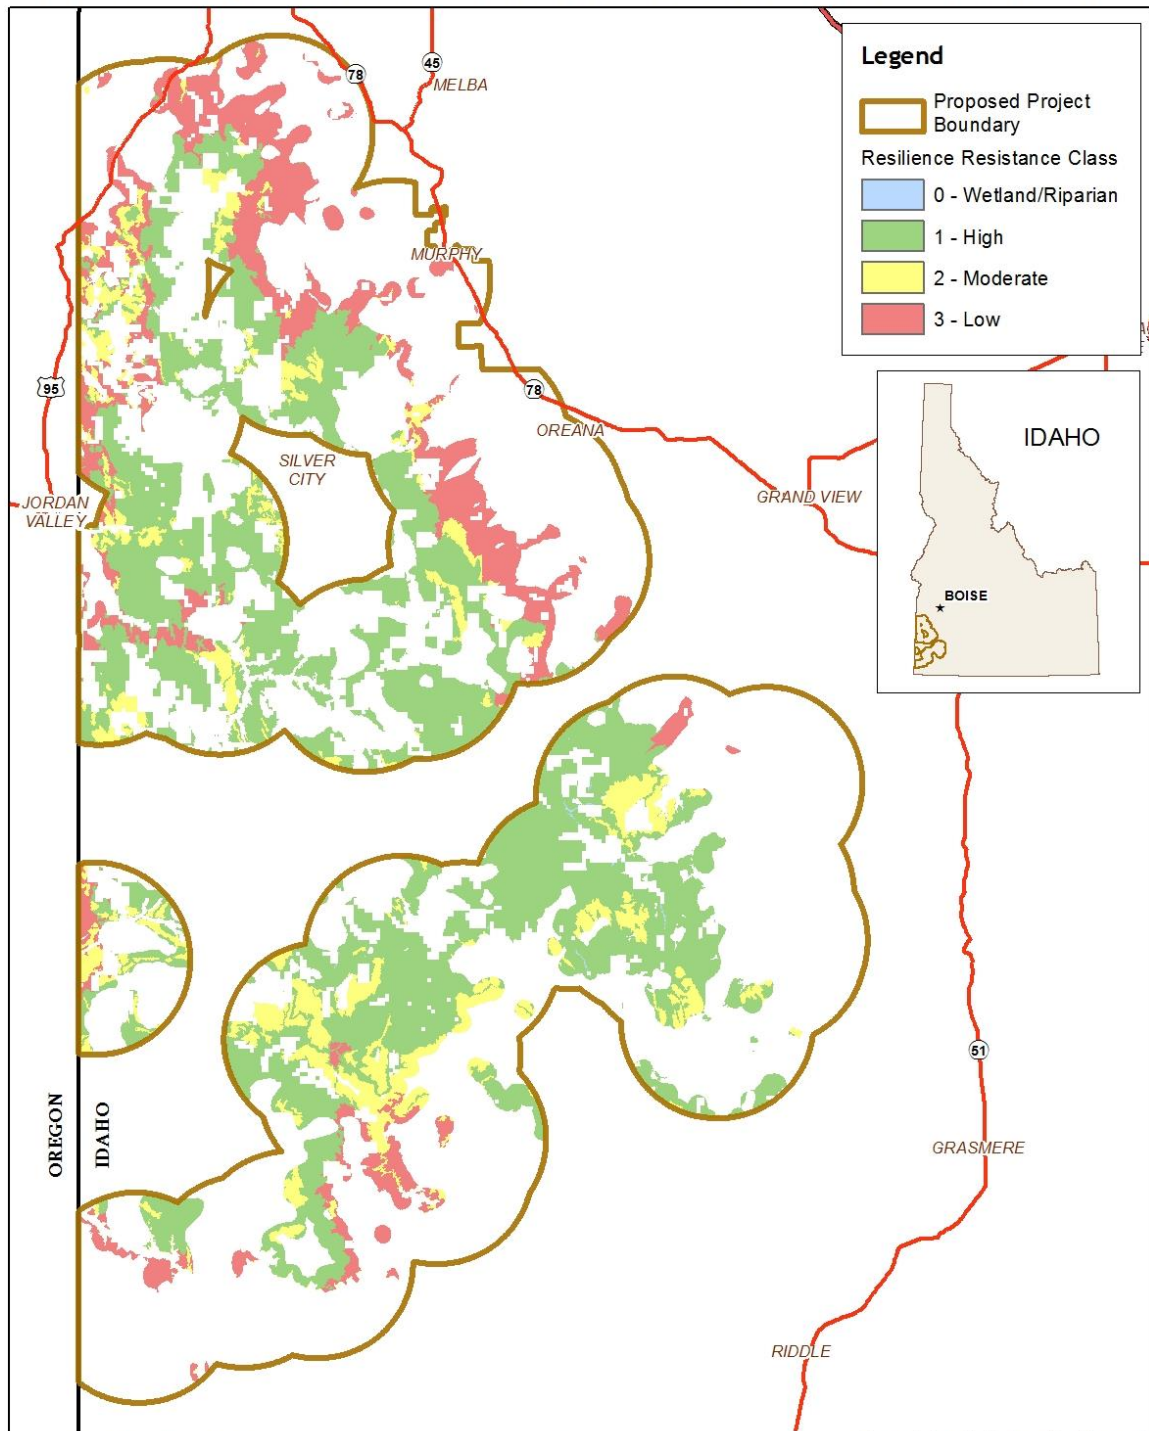 78
45
MELBA
MURPHY
95
78
OREANA
SILVER
CITY
JORDAN
VALLEY
GRAND VIEW
OREGON
IDAHO
51
GRASMERE
RIDDLE
Legend
Proposed Project
Boundary
Resilience Resistance Class
0 - Wetland/Riparian
1 - High
2 - Moderate
3 - Low
IDAHO
BOISE